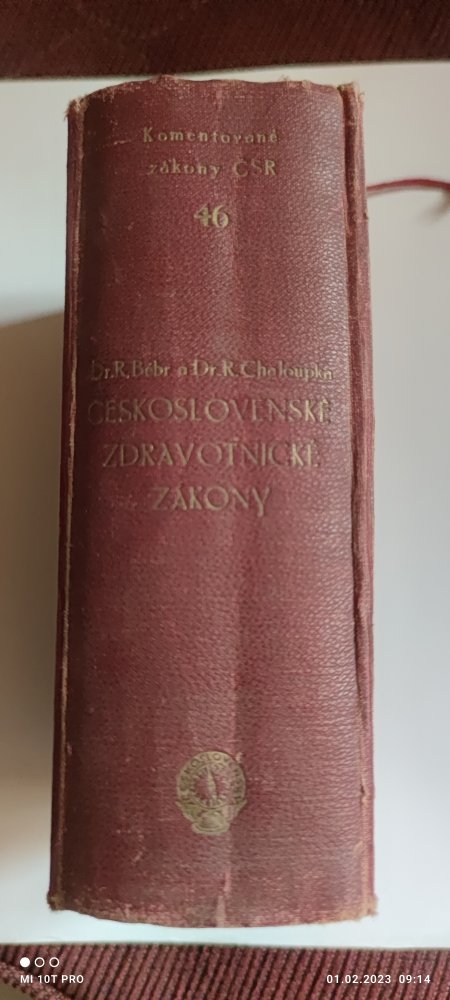 Komentované
zákony ČSR
46
Dr. R. Bébr a Dr. R. Chaloupka
ČESKOSLOVENSKÉ
ZDRAVOTNICKÉ
ZÁKONY
MI 10T PRO
01.02.2023 09:14